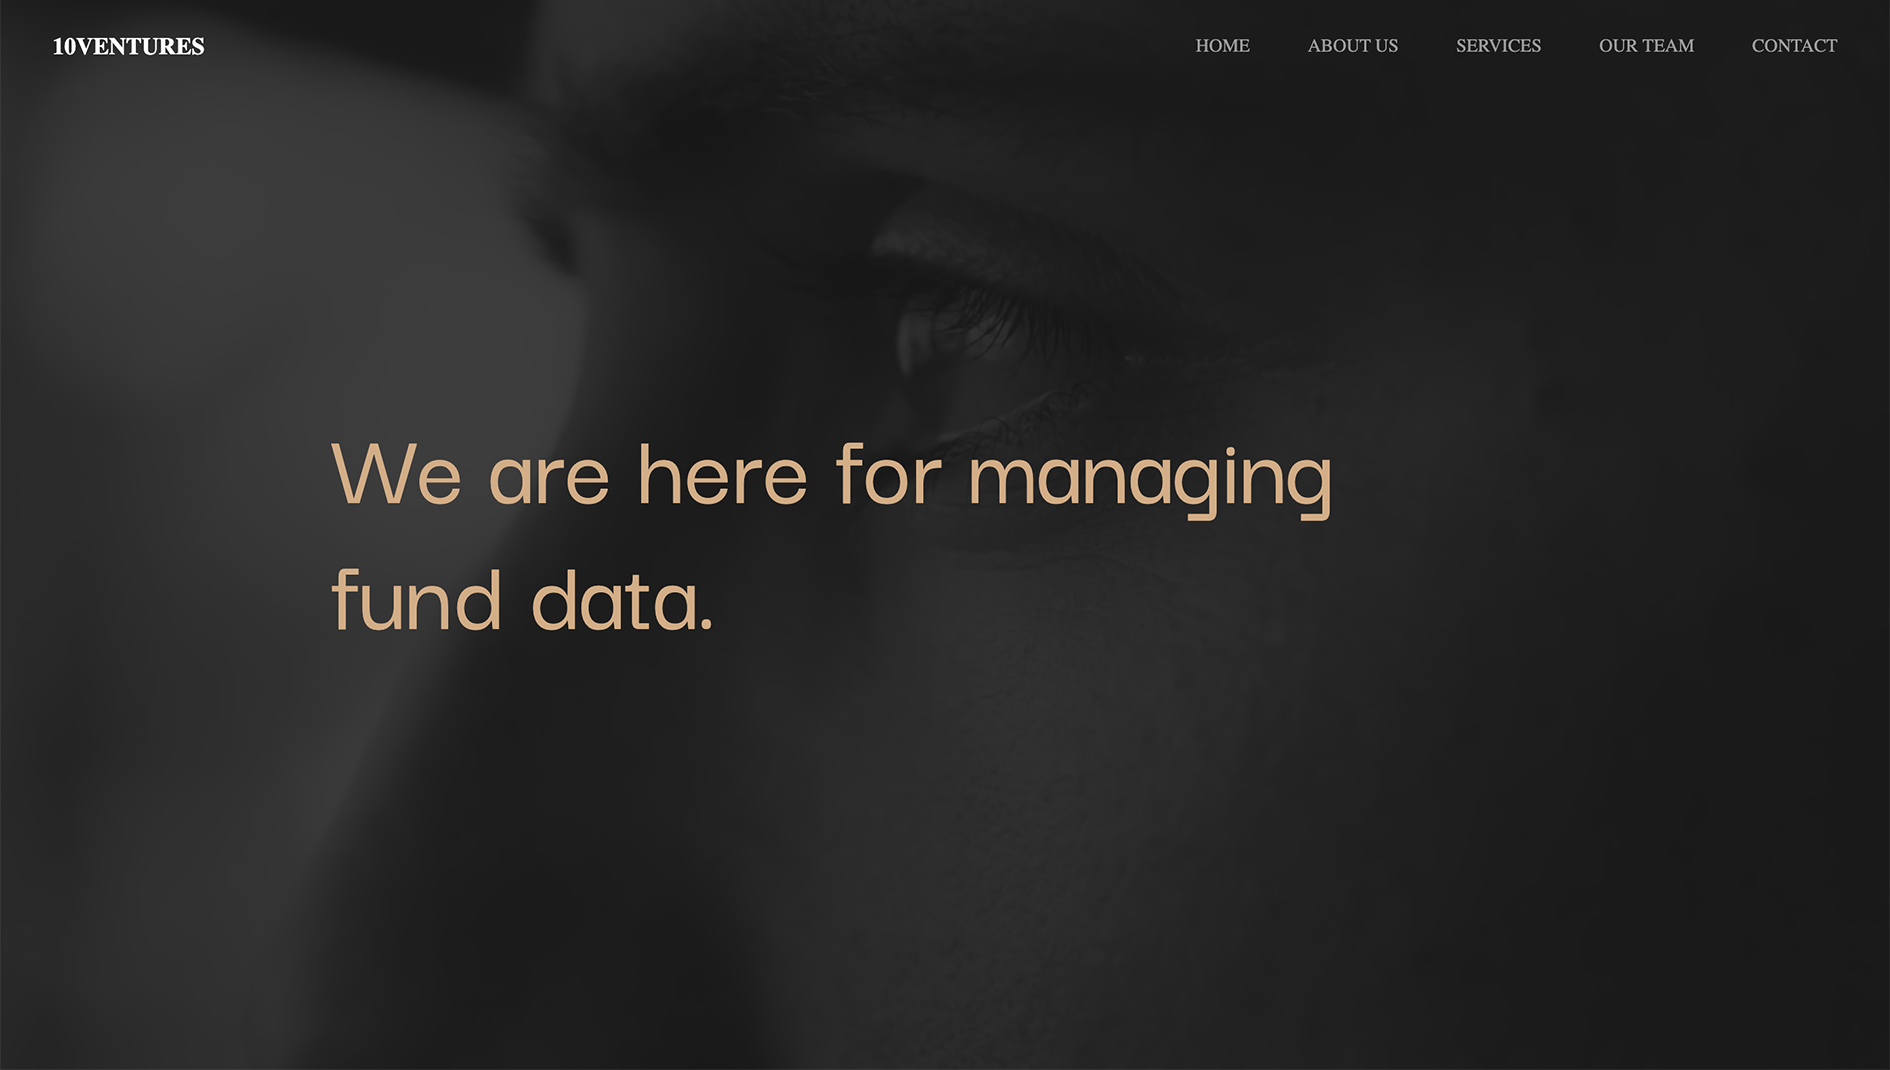 10VENTURES
HOME ABOUT US SERVICES OUR TEAM CONTACT
We are here for managing
fund data.